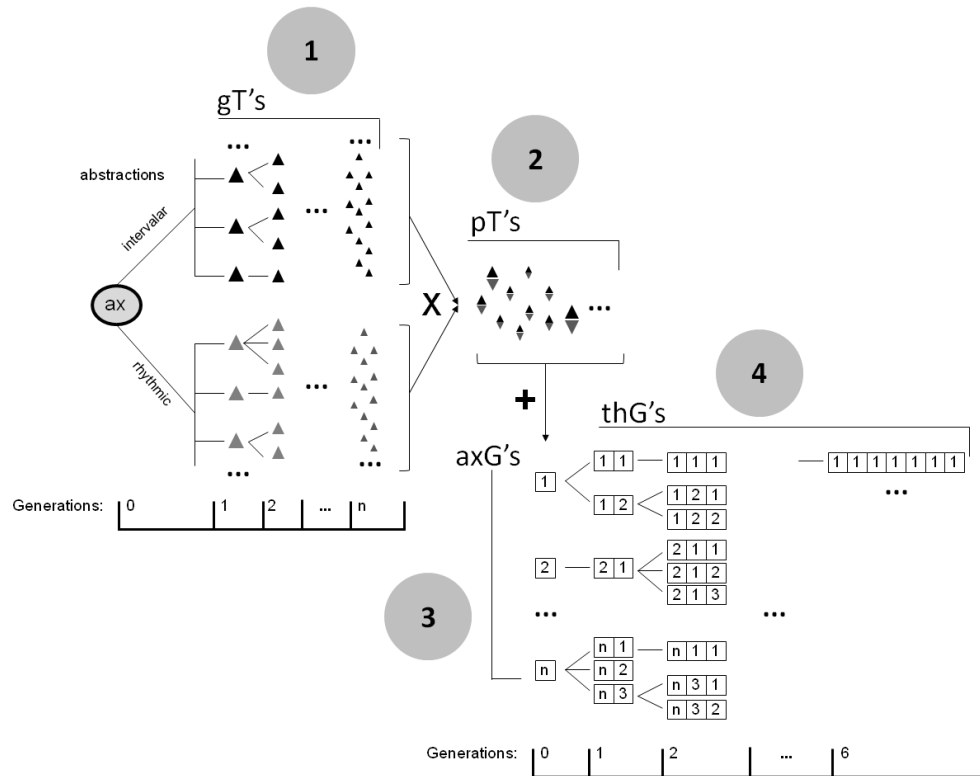 1
gT's
...
...
abstractions
intervalar
...
ax
rhythmic
...
...
...
Generations: 0 1 2 ... n
2
pT's
X
...
+
3
axG's
4
thG's
1
1 1
1 1 1
1 1 1 1 1 1 1
...
1 2
1 2 1
1 2 2
2
2 1
2 1 1
2 1 2
2 1 3
...
...
n
n 1
n 1 1
n 2
n 3
n 3 1
n 3 2
Generations: 0 1 2 ... 6